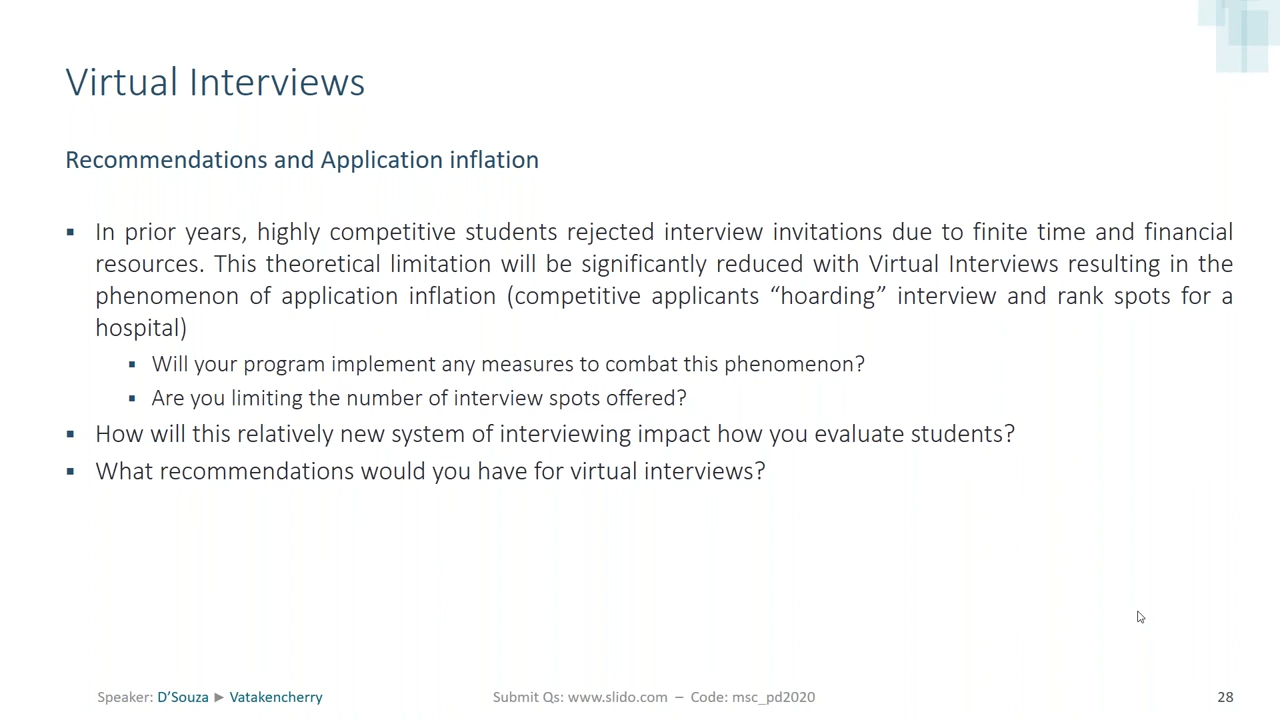 Virtual Interviews
Recommendations and Application inflation
▪ In prior years, highly competitive students rejected interview invitations due to finite time and financial
resources. This theoretical limitation will be significantly reduced with Virtual Interviews resulting in the
phenomenon of application inflation (competitive applicants “hoarding” interview and rank spots for a
hospital)
▪ Will your program implement any measures to combat this phenomenon?
▪ Are you limiting the number of interview spots offered?
▪ How will this relatively new system of interviewing impact how you evaluate students?
▪ What recommendations would you have for virtual interviews?
Speaker: D’Souza ► Vatakencherry
Submit Qs: www.slido.com – Code: msc_pd2020
28